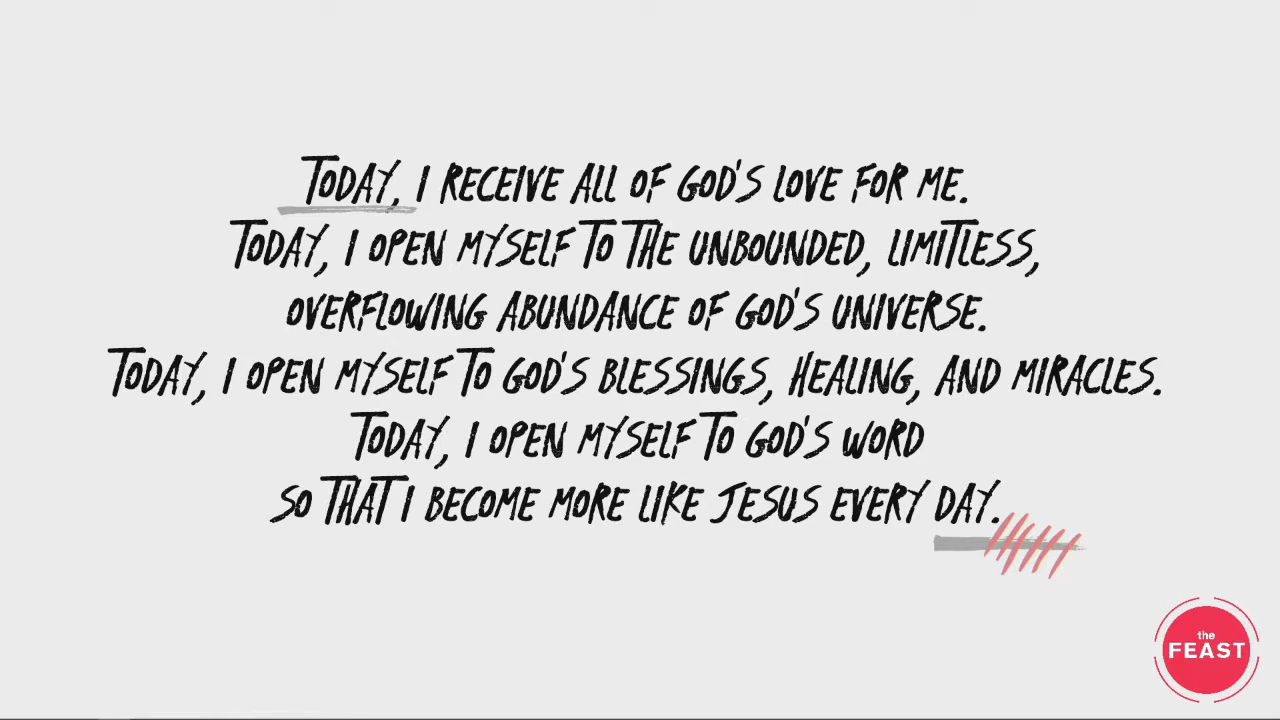 TODAY, I RECEIVE ALL OF GOD'S LOVE FOR ME.
TODAY, I OPEN MYSELF TO THE UNBOUNDED, LIMITLESS,
OVERFLOWING ABUNDANCE OF GOD'S UNIVERSE.
TODAY, I OPEN MYSELF TO GOD'S BLESSINGS, HEALING, AND MIRACLES.
TODAY, I OPEN MYSELF TO GOD'S WORD
SO THAT I BECOME MORE LIKE JESUS EVERY DAY.
the
FEAST